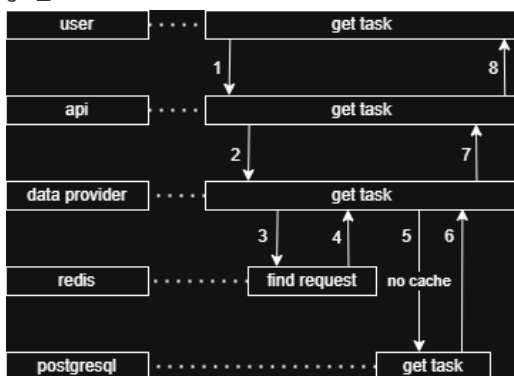 user get task
1 8
api get task
2 7
data provider get task
3 4 5 6
redis find request no cache
postgresql get task